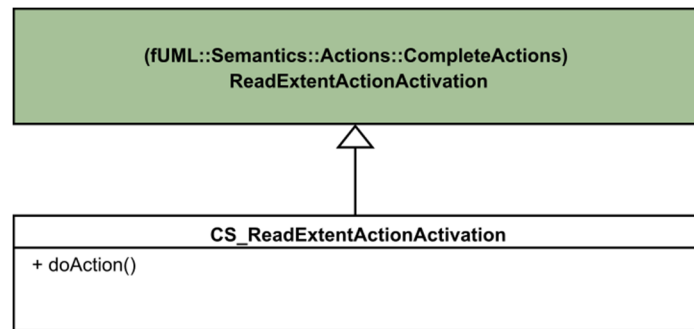 (fUML::Semantics::Actions::CompleteActions)
ReadExtentActionActivation
CS_ReadExtentActionActivation
+ doAction()